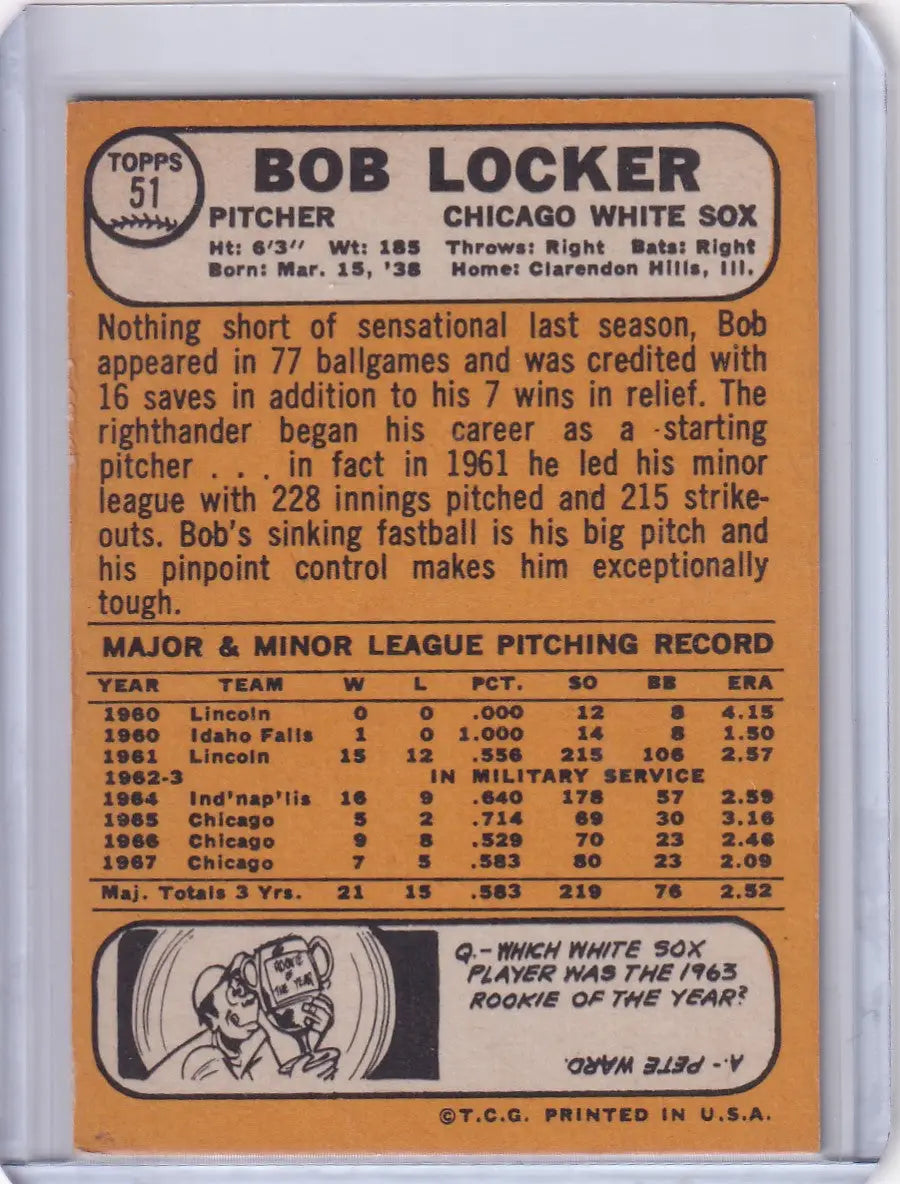 TOPPS
51
BOB LOCKER
PITCHER CHICAGO WHITE SOX
Ht: 6'3" Wt: 185 Throws: Right Bats: Right
Born: Mar. 15, '38 Home: Clarendon Hills, Ill.
Nothing short of sensational last season, Bob
appeared in 77 ballgames and was credited with
16 saves in addition to his 7 wins in relief. The
righthander began his career as a starting
pitcher . . . in fact in 1961 he led his minor
league with 228 innings pitched and 215 strike-
outs. Bob's sinking fastball is his big pitch and
his pinpoint control makes him exceptionally
tough.
MAJOR & MINOR LEAGUE PITCHING RECORD
YEAR TEAM W L PCT. SO BB ERA
1960 Lincoln 0 0 .000 12 8 4.15
1960 Idaho Falls 1 0 1.000 14 8 1.50
1961 Lincoln 15 12 .556 215 106 2.57
1962-3 IN MILITARY SERVICE
1964 Ind'nap'lis 16 9 .640 178 57 2.59
1965 Chicago 5 2 .714 69 30 3.16
1966 Chicago 9 8 .529 70 23 2.46
1967 Chicago 7 5 .583 80 23 2.09
Maj. Totals 3 Yrs. 21 15 .583 219 76 2.52
ROOKIE
OF
THE YEAR
Q.- WHICH WHITE SOX
PLAYER WAS THE 1963
ROOKIE OF THE YEAR?
A.- PETE WARD.
©T.C.G. PRINTED IN U.S.A.